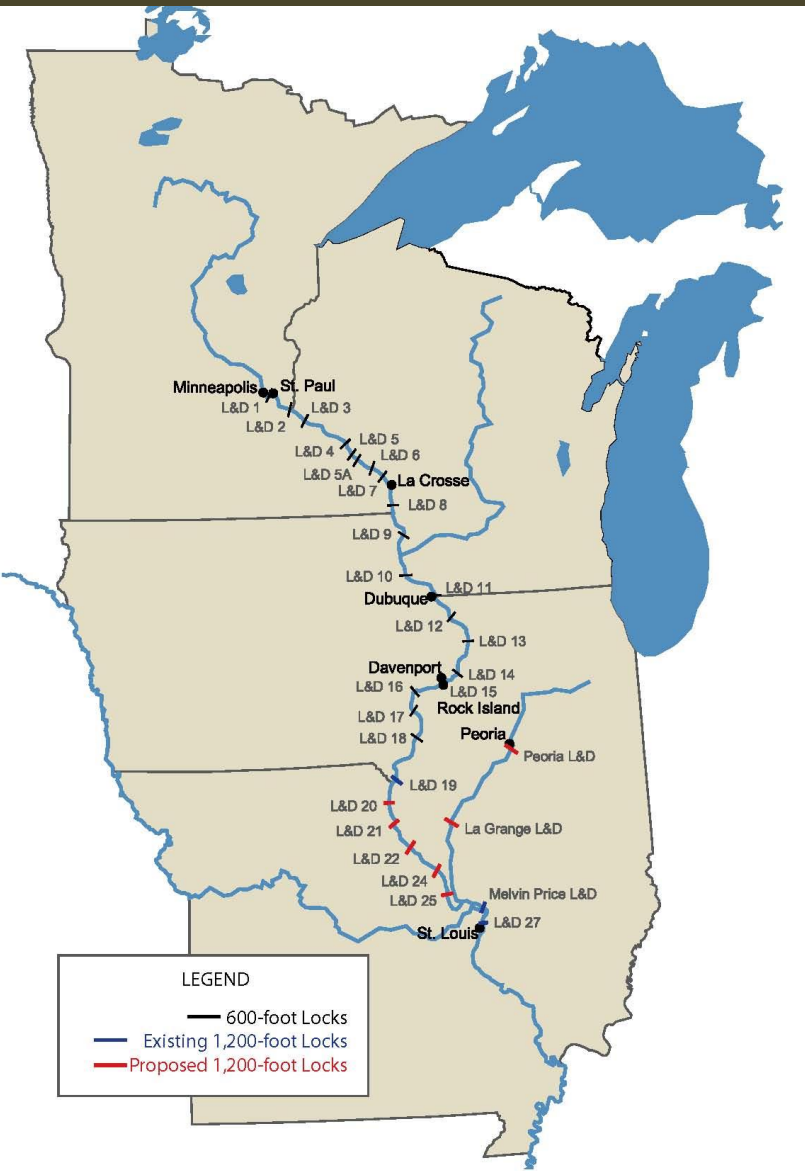 Minneapolis
St. Paul
L&D 1
L&D 3
L&D 2
L&D 5
L&D 4
L&D 6
L&D 5A
L&D 7
La Crosse
L&D 8
L&D 9
L&D 10
L&D 11
Dubuque
L&D 12
L&D 13
Davenport
L&D 14
L&D 16
L&D 15
Rock Island
L&D 17
L&D 18
Peoria
Peoria L&D
L&D 19
L&D 20
L&D 21
La Grange L&D
L&D 22
L&D 24
L&D 25
Melvin Price L&D
L&D 27
St. Louis
LEGEND
600-foot Locks
Existing 1,200-foot Locks
Proposed 1,200-foot Locks